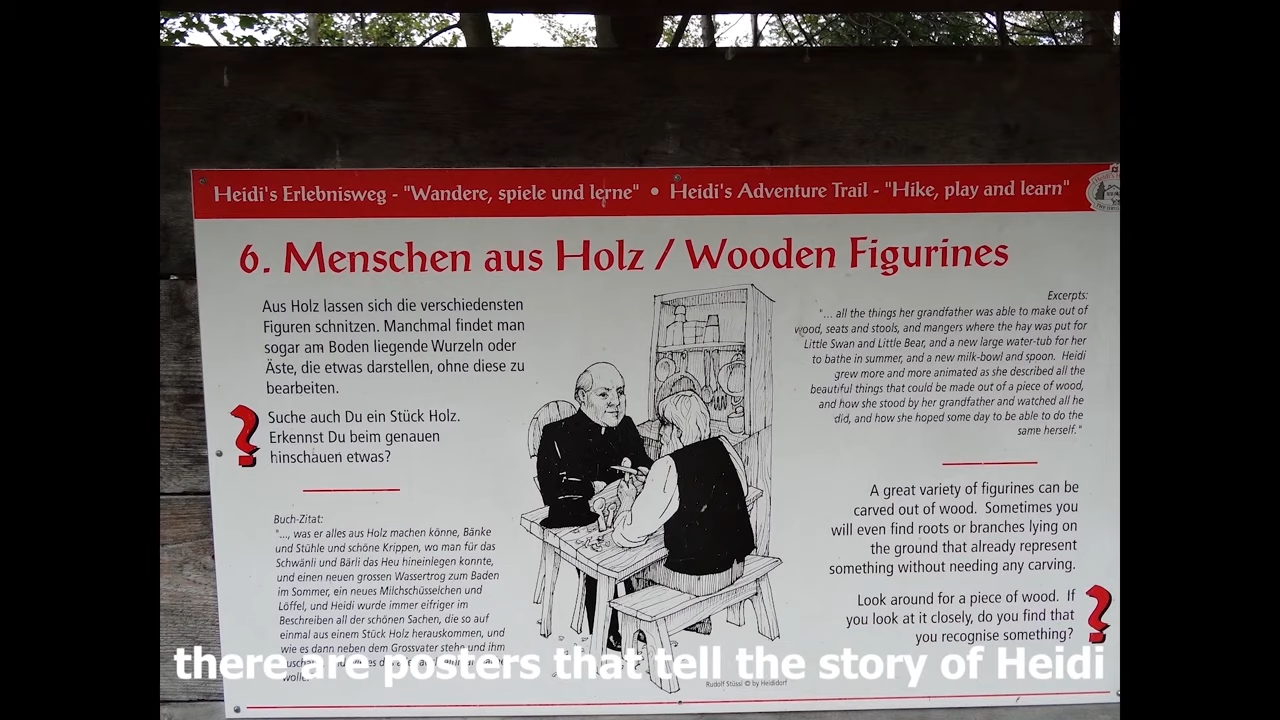 Heidi's Erlebnisweg - "Wandere, spiele und lerne" • Heidi's Adventure Trail - "Hike, play and learn"
6. Menschen aus Holz / Wooden Figurines
Aus Holz lassen sich die verschiedensten
Figuren schnitzen. Manchmal findet man
sogar am Boden liegende Wurzeln oder
Äste, die etwas darstellen, ohne diese zu
bearbeiten.
? Suche auch Du ein Stück Holz.
Erkennst Du beim genauen
hinschauen etwas?
Buch-Zitat:
"..., was er alles aus Holz machen könne, Bänke
und Stühle und schöne Krippen, wo man für das
Schwänli und Bärli das Heu hineinlegen könnte,
und einen neuen grossen Wassertrog zum Baden
im Sommer, ein neues Milchschüsselchen und
Löffel, und Heidi wurde immer eifriger im
Beschreiben all der schönen Sachen, die so auf
einmal aus einem Stück Holz herauskommen, und
wie es dann neben dem Grossvater stehe und ihm
Excerpts:
"... all the things her grandfather was able to make out of
wood, seats and stools, and mangers where the hay was put for
Little Swan and Little Bear, and a new large water-tub for her
to bathe in summer, and a new milk-bowl and spoon. Heidi
grew more and more animated as she described all the
beautiful things that could be made out of a piece of wood,
and how she stood by her grandfather and watched all he
did, and how she hoped some day to be able to do the
same herself."
great variety of figurines can be
carved out of wood. Sometimes you
will even find roots or branches lying on
the ground that already represent
something without needing any carving.
Look around for a piece of wood. If
you look at it closely do you find that
you recognise something? ?
Rudolf Stüssi © by Heididorf
there are posters that tell the story of Heidi